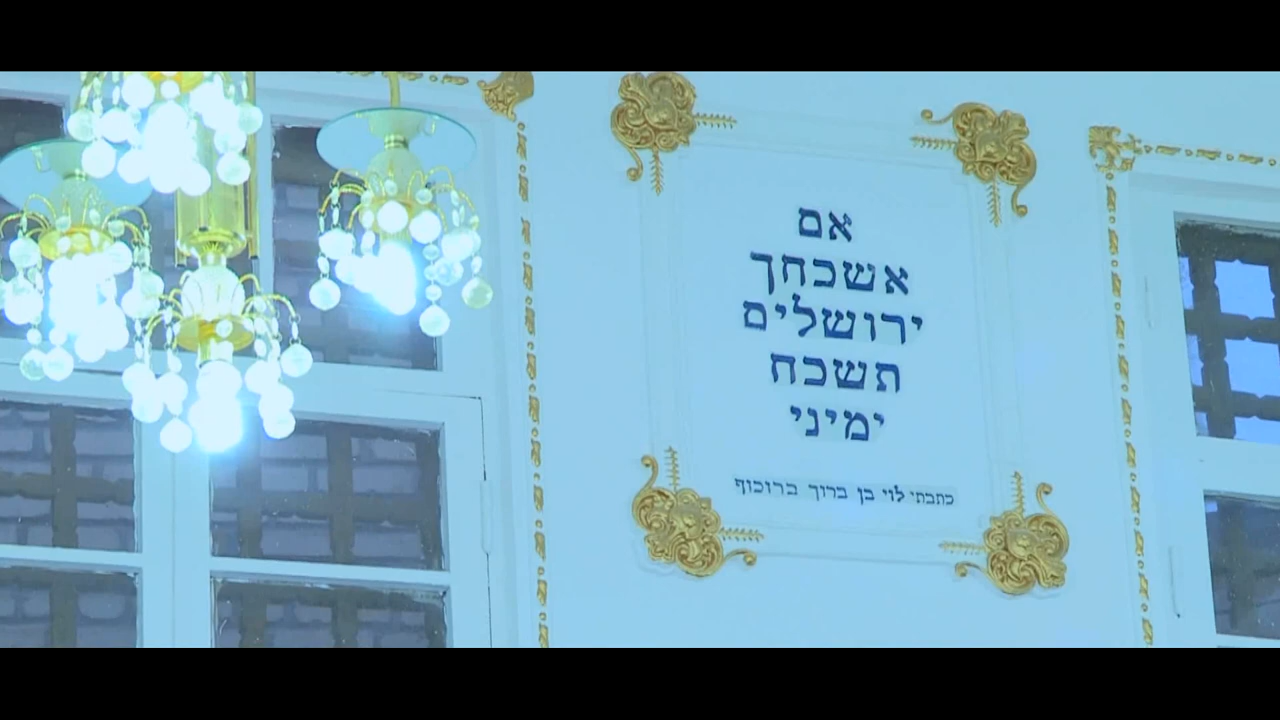 אם
אשכחך
ירושלים
תשכח
ימיני
כתבתי לוי בן ברוך ברוכוף